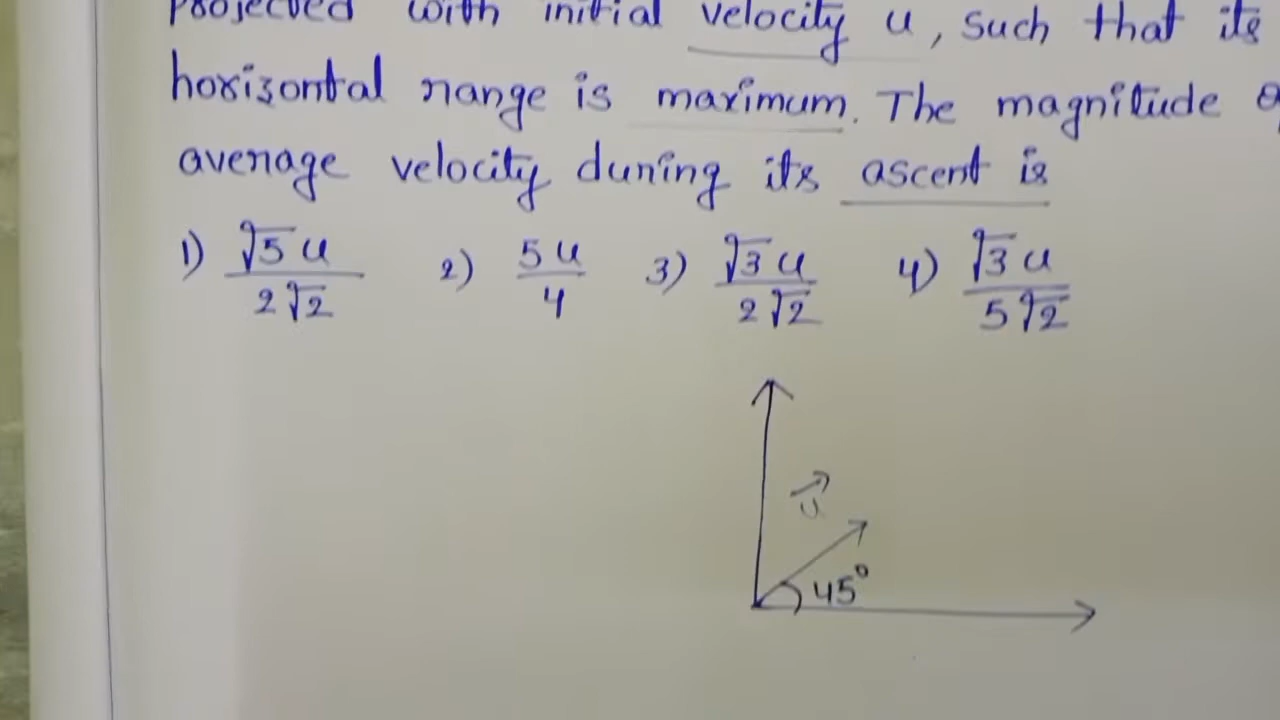 projected with initial velocity u, such that its
horizontal range is maximum. The magnitude of
average velocity during its ascent is
1) √5 u / 2√2 2) 5u / 4 3) √3 u / 2√2 4) √3 u / 5√2
u⃗
45°